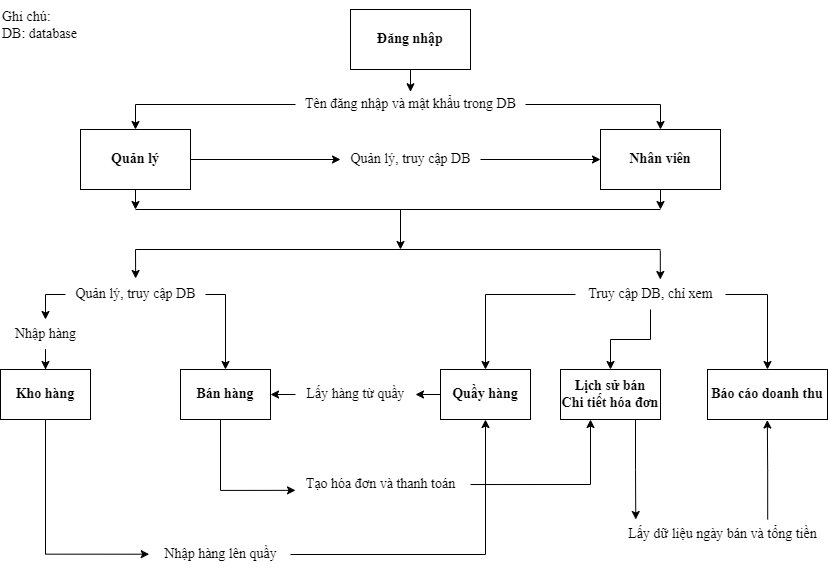 Ghi chú:
DB: database
Đăng nhập
Tên đăng nhập và mật khẩu trong DB
Quản lý
Quản lý, truy cập DB
Nhân viên
Quản lý, truy cập DB
Truy cập DB, chỉ xem
Nhập hàng
Kho hàng
Bán hàng
Lấy hàng từ quầy
Quầy hàng
Lịch sử bán
Chi tiết hóa đơn
Báo cáo doanh thu
Tạo hóa đơn và thanh toán
Lấy dữ liệu ngày bán và tổng tiền
Nhập hàng lên quầy